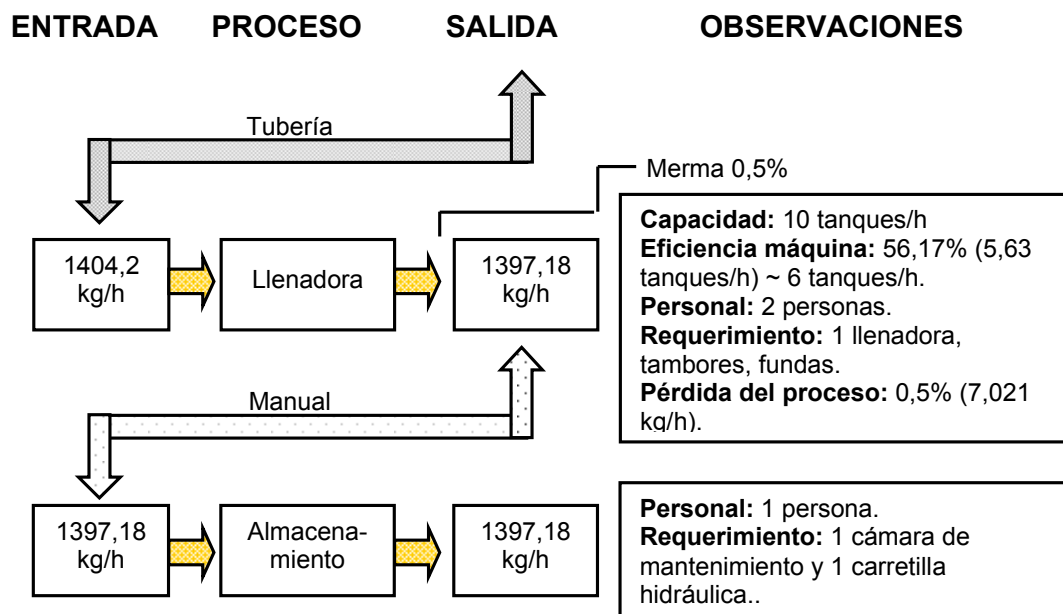 ENTRADA PROCESO SALIDA OBSERVACIONES
Tubería
Merma 0,5%
1404,2
kg/h
Llenadora
1397,18
kg/h
Capacidad: 10 tanques/h
Eficiencia máquina: 56,17% (5,63
tanques/h) ~ 6 tanques/h.
Personal: 2 personas.
Requerimiento: 1 llenadora,
tambores, fundas.
Pérdida del proceso: 0,5% (7,021
kg/h).
Manual
1397,18
kg/h
Almacena-
miento
1397,18
kg/h
Personal: 1 persona.
Requerimiento: 1 cámara de
mantenimiento y 1 carretilla
hidráulica..